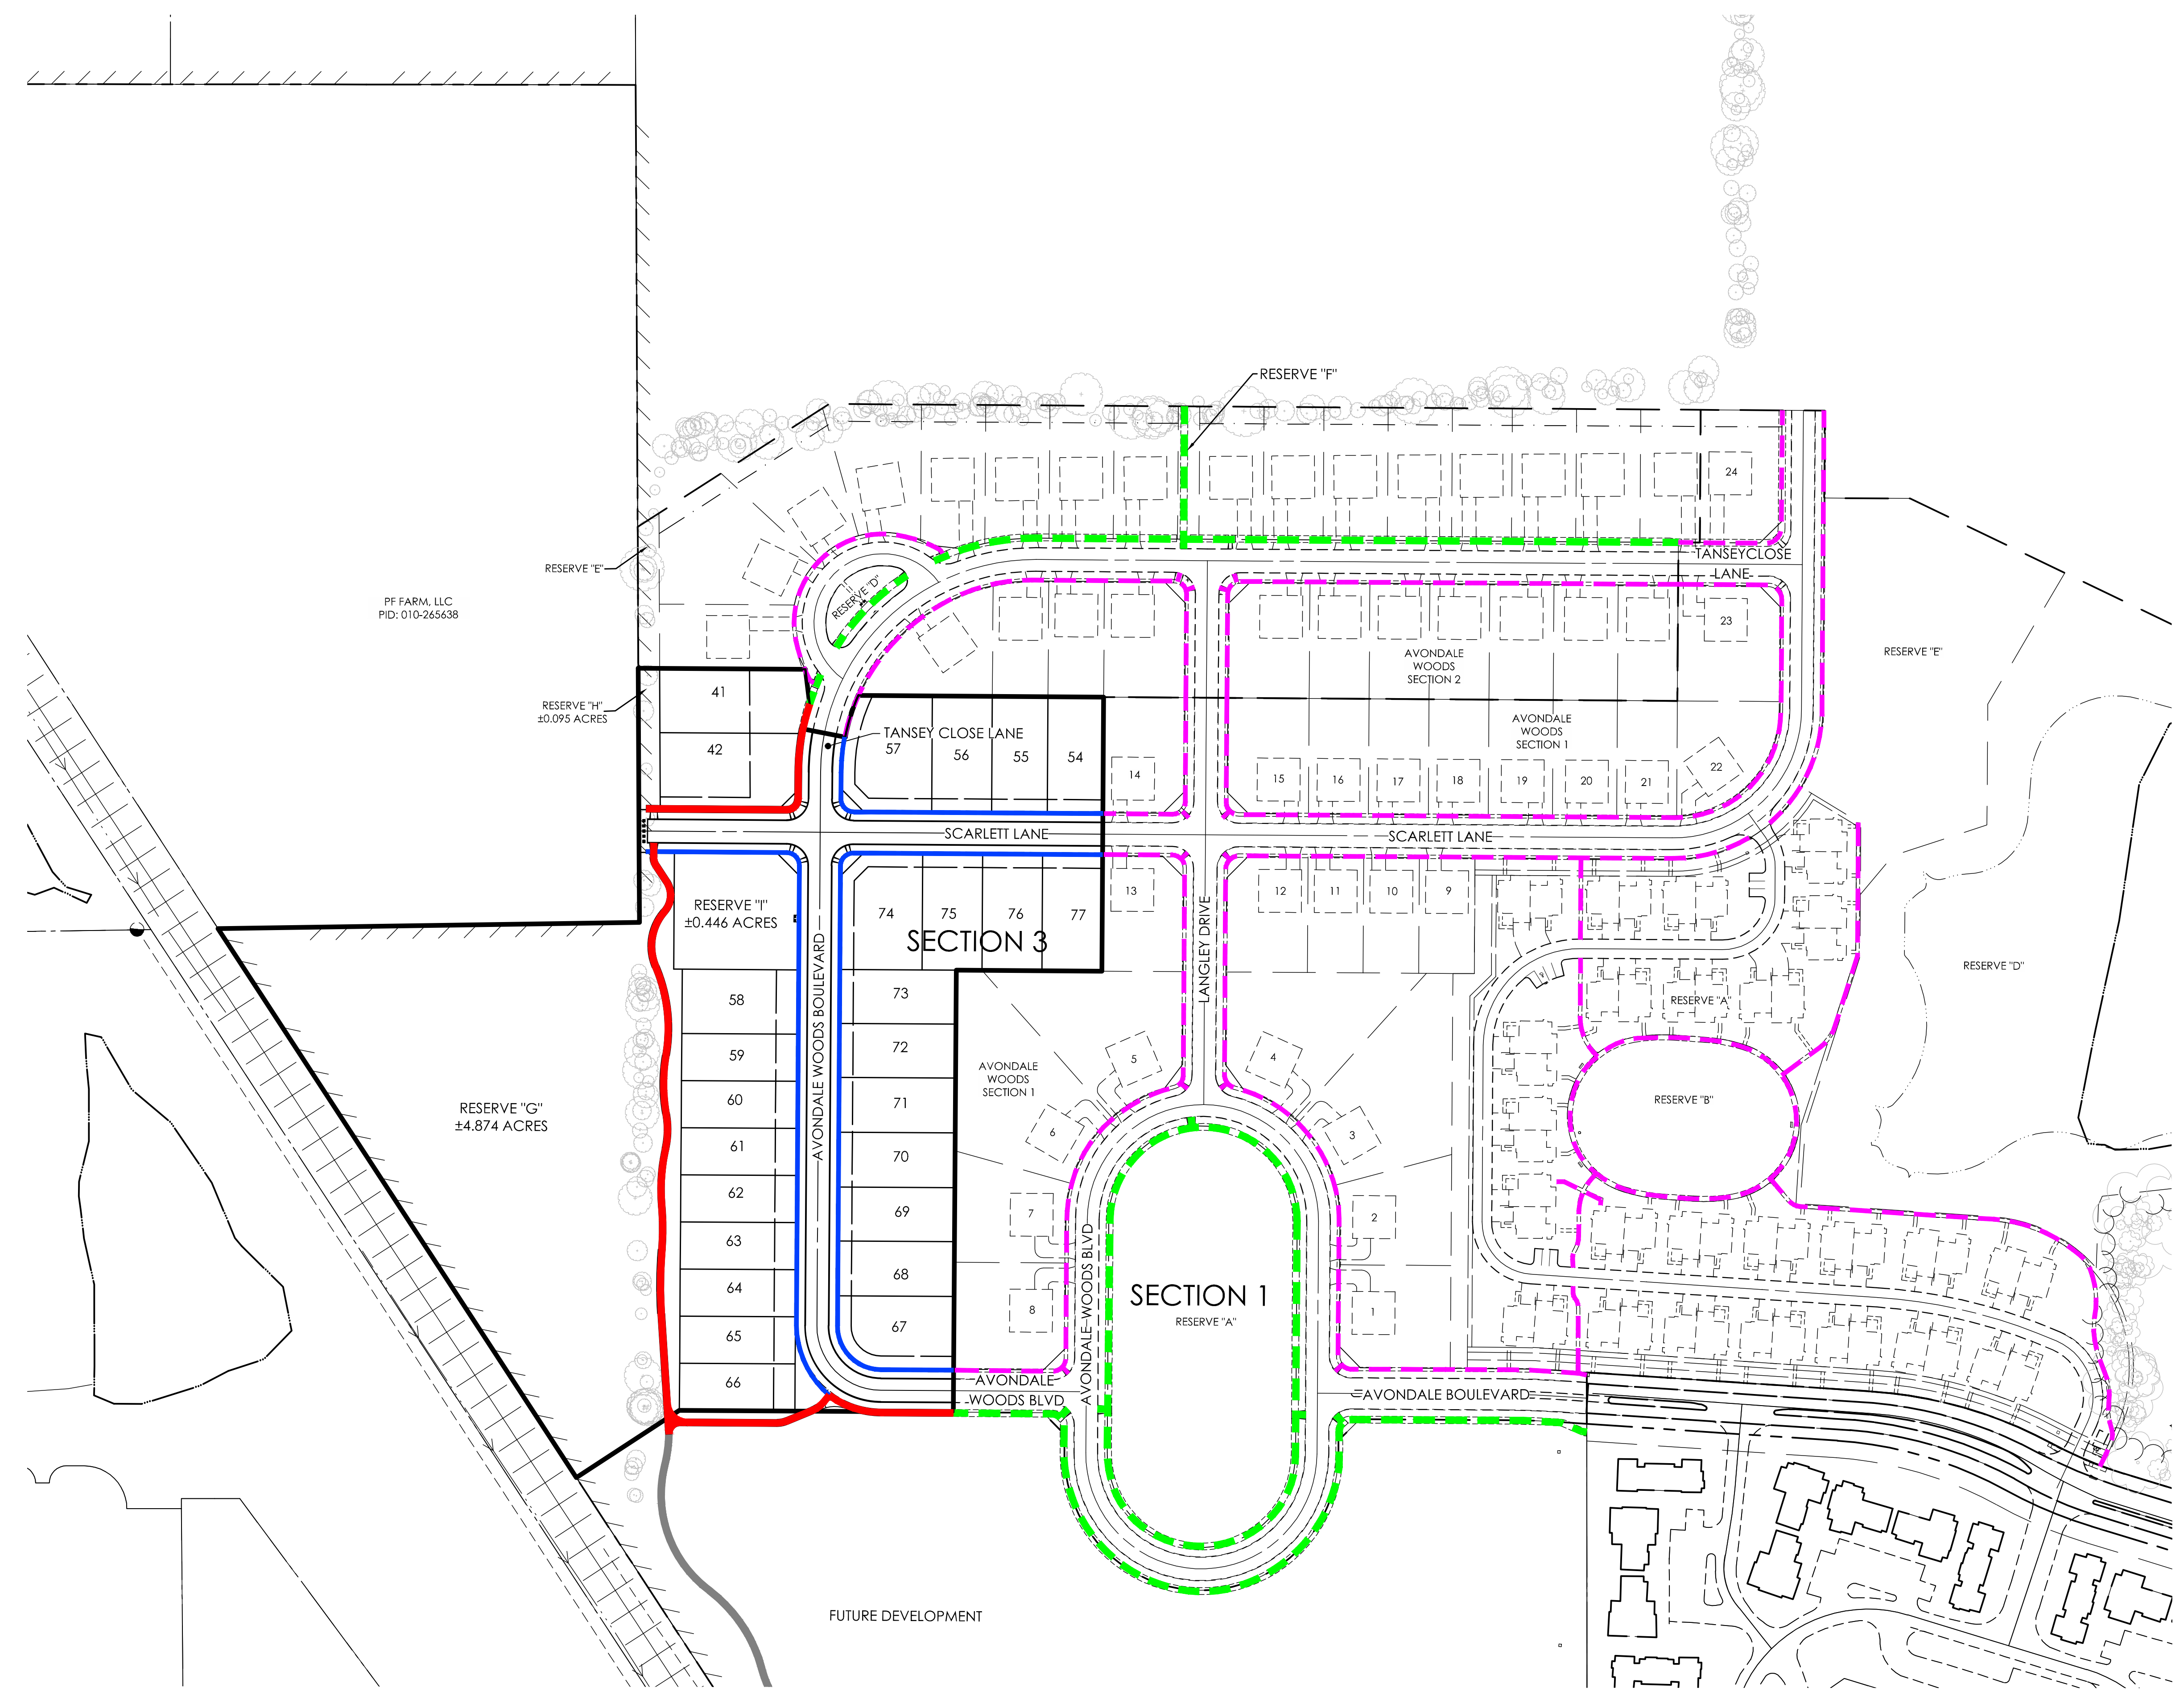 RESERVE "F"
24
TANSEYCLOSE
LANE
RESERVE "E"
RESERVE "D"
PF FARM, LLC
PID: 010-265638
23
AVONDALE
WOODS
SECTION 2
RESERVE "E"
41
RESERVE "H"
±0.095 ACRES
42
TANSEY CLOSE LANE
57
56
55
54
AVONDALE
WOODS
SECTION 1
14
15
16
17
18
19
20
21
22
SCARLETT LANE
SCARLETT LANE
13
12
11
10
9
RESERVE "I"
±0.446 ACRES
74
75
76
77
SECTION 3
LANGLEY DRIVE
RESERVE "D"
58
73
RESERVE "A"
AVONDALE WOODS BOULEVARD
59
72
5
4
AVONDALE
WOODS
SECTION 1
60
71
RESERVE "B"
RESERVE "G"
±4.874 ACRES
61
70
6
3
62
69
7
2
63
68
64
AVONDALE WOODS BLVD
SECTION 1
RESERVE "A"
8
1
65
67
66
AVONDALE
WOODS BLVD
AVONDALE BOULEVARD
FUTURE DEVELOPMENT